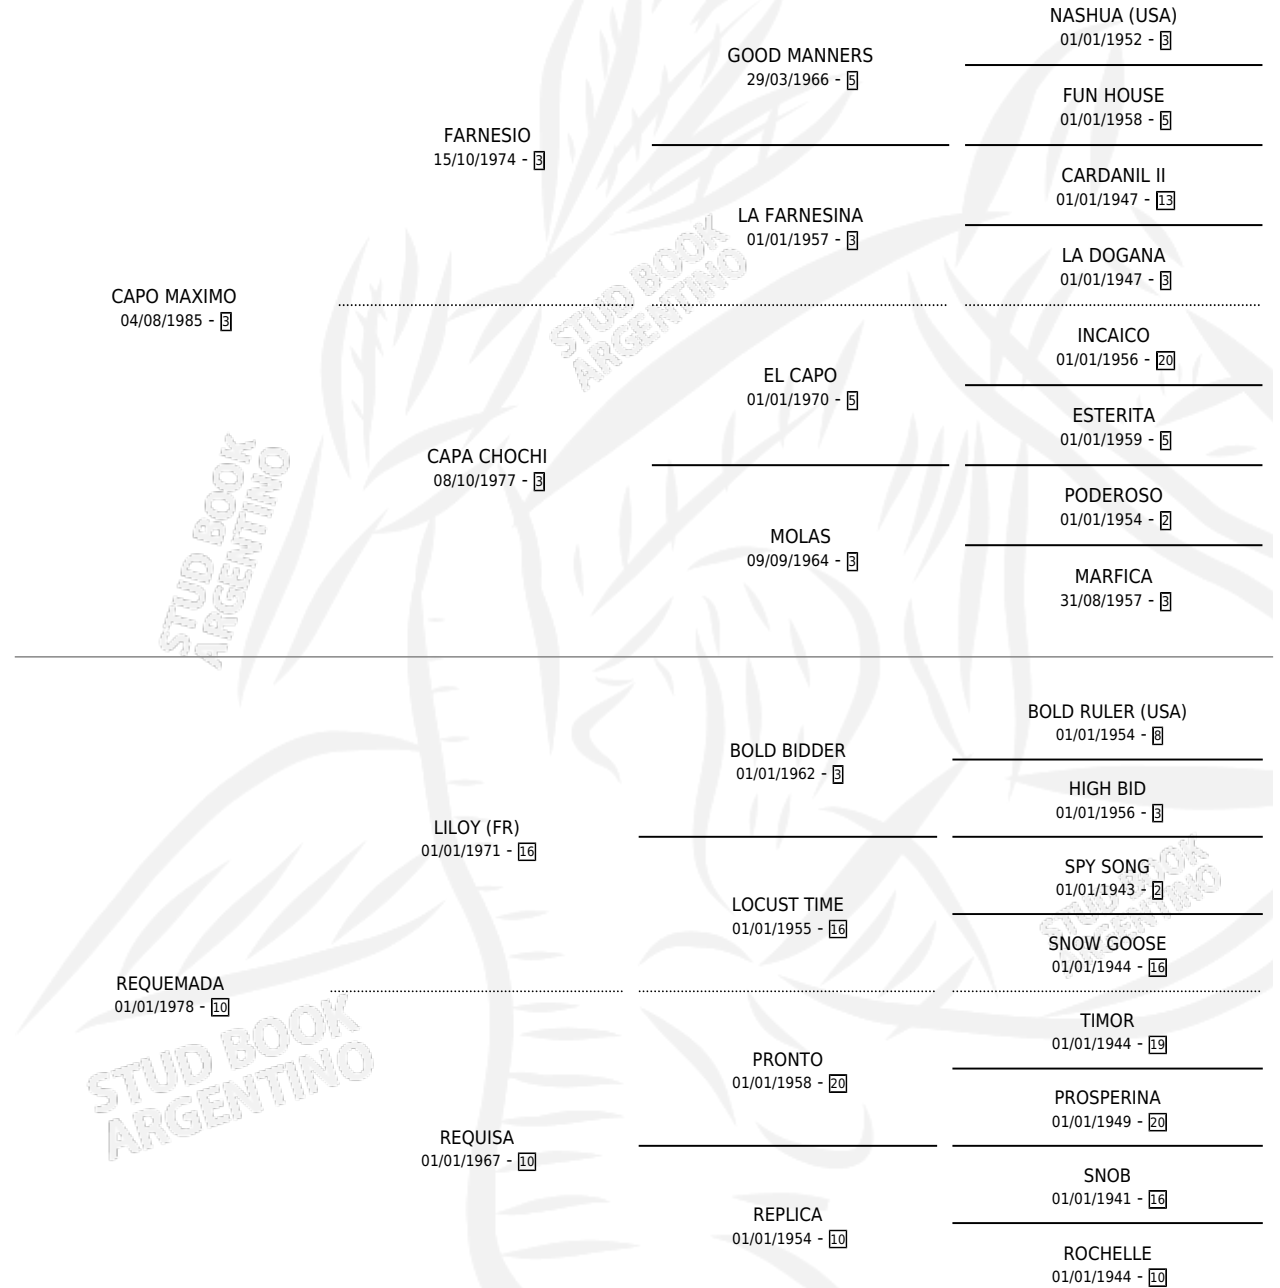 NASHUA (USA)
01/01/1952 - 3
GOOD MANNERS
29/03/1966 - 5
FUN HOUSE
01/01/1958 - 5
FARNESIO
15/10/1974 - 3
CARDANIL II
01/01/1947 - 13
LA FARNESINA
01/01/1957 - 3
LA DOGANA
01/01/1947 - 3
CAPO MAXIMO
04/08/1985 - 3
STUD BOOK
ARGENTINO
INCAICO
01/01/1956 - 20
EL CAPO
01/01/1970 - 5
ESTERITA
01/01/1959 - 5
CAPA CHOCHI
08/10/1977 - 3
PODEROSO
01/01/1954 - 2
MOLAS
09/09/1964 - 3
MARFICA
31/08/1957 - 3
STUD BOOK
ARGENTINO
BOLD RULER (USA)
01/01/1954 - 8
BOLD BIDDER
01/01/1962 - 3
HIGH BID
01/01/1956 - 3
LILOY (FR)
01/01/1971 - 16
SPY SONG
01/01/1943 - 2
LOCUST TIME
01/01/1955 - 16
SNOW GOOSE
01/01/1944 - 16
STUD BOOK
ARGENTINO
REQUEMADA
01/01/1978 - 10
TIMOR
01/01/1944 - 19
PRONTO
01/01/1958 - 20
PROSPERINA
01/01/1949 - 20
STUD BOOK
ARGENTINO
REQUISA
01/01/1967 - 10
SNOB
01/01/1941 - 16
REPLICA
01/01/1954 - 10
ROCHELLE
01/01/1944 - 10